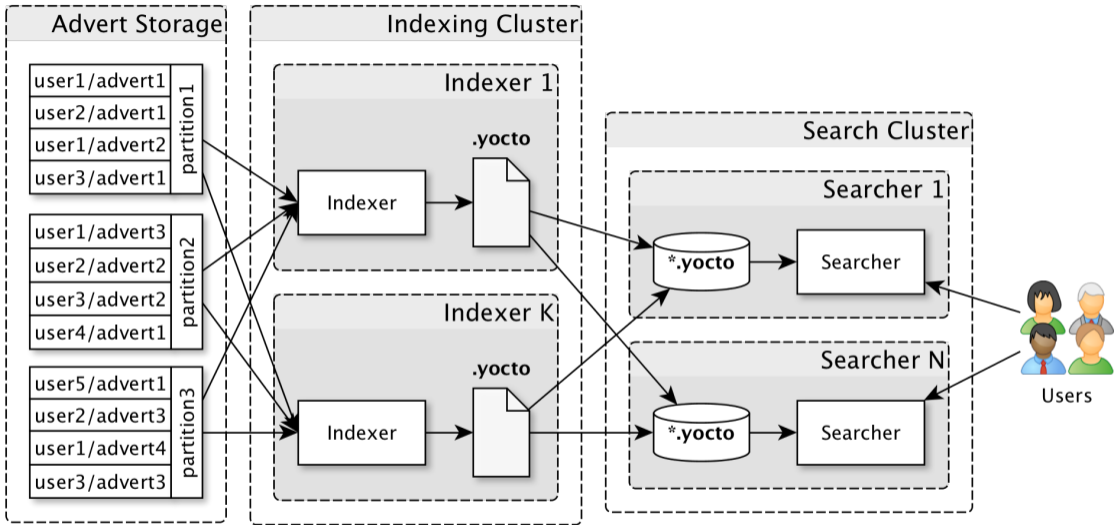 Advert Storage
user1/advert1
user2/advert1
user1/advert2
user3/advert1
partition1
user1/advert3
user2/advert2
user3/advert2
user4/advert1
partition2
user5/advert1
user2/advert3
user1/advert4
user3/advert3
partition3
Indexing Cluster
Indexer 1
.yocto
Indexer
Indexer K
.yocto
Indexer
Search Cluster
Searcher 1
*.yocto
Searcher
Searcher N
*.yocto
Searcher
Users